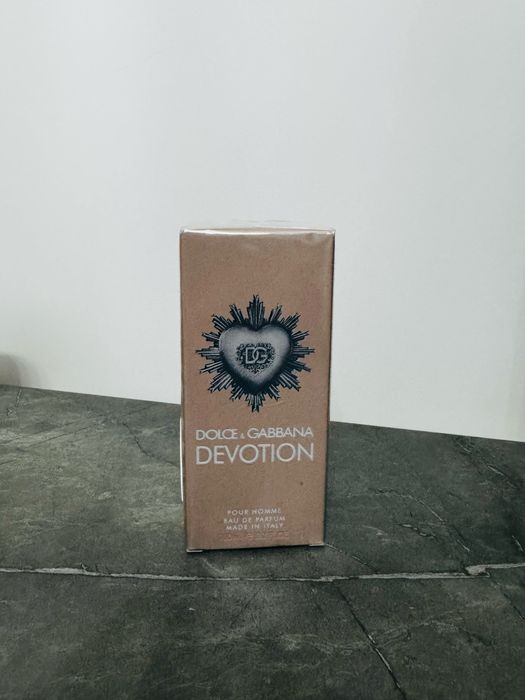 DG
DOLCE & GABBANA
DEVOTION
POUR HOMME
EAU DE PARFUM
MADE IN ITALY